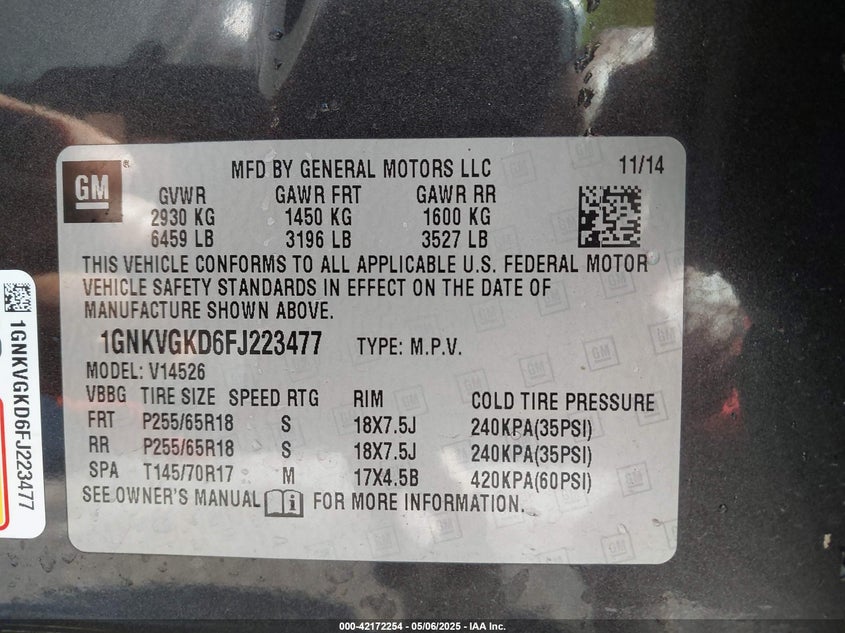 GM
MFD BY GENERAL MOTORS LLC
11/14
GVWR GAWR FRT GAWR RR
2930 KG 1450 KG 1600 KG
6459 LB 3196 LB 3527 LB
THIS VEHICLE CONFORMS TO ALL APPLICABLE U.S. FEDERAL MOTOR
VEHICLE SAFETY STANDARDS IN EFFECT ON THE DATE OF
MANUFACTURE SHOWN ABOVE.
1GNKVGKD6FJ223477 TYPE: M.P.V.
MODEL: V14526
VBBG TIRE SIZE SPEED RTG RIM COLD TIRE PRESSURE
FRT P255/65R18 S 18X7.5J 240KPA(35PSI)
RR P255/65R18 S 18X7.5J 240KPA(35PSI)
SPA T145/70R17 M 17X4.5B 420KPA(60PSI)
SEE OWNER'S MANUAL FOR MORE INFORMATION.
1GNKVGKD6FJ223477
000-42172254 - 05/06/2025 - IAA Inc.